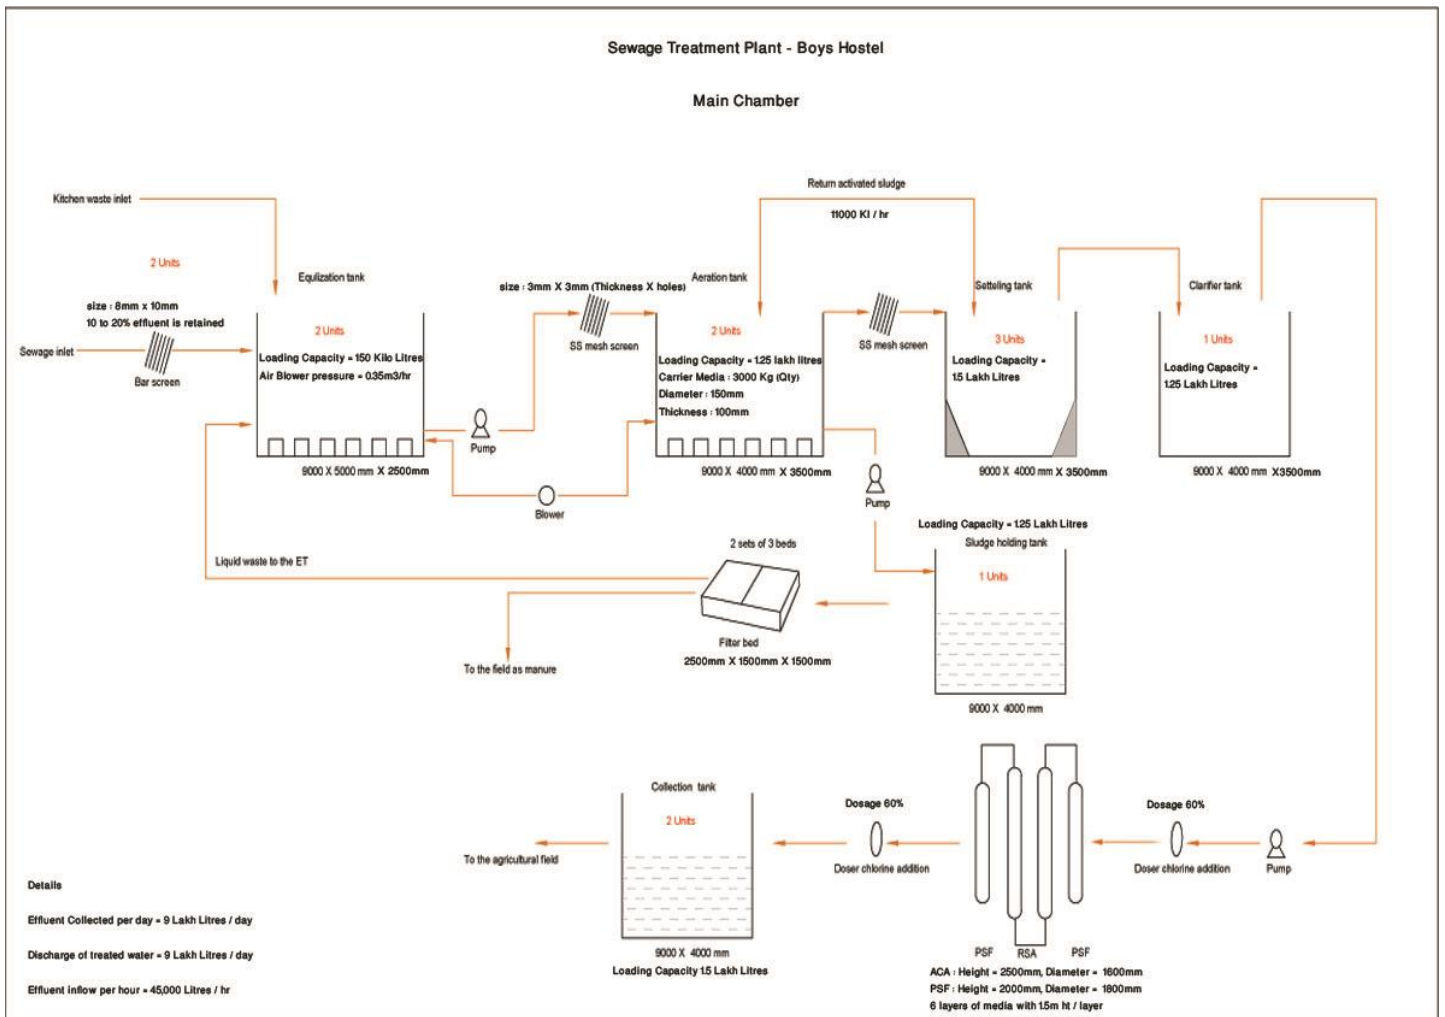 Sewage Treatment Plant - Boys Hostel
Main Chamber
Kitchen waste inlet
2 Units
size : 8mm x 10mm
10 to 20% effluent is retained
Sewage inlet
Bar screen
Equlization tank
2 Units
Loading Capacity = 150 Kilo Litres
Air Blower pressure = 0.35m3/hr
9000 X 5000 mm X 2500mm
Pump
size : 3mm X 3mm (Thickness X holes)
SS mesh screen
Blower
Return activated sludge
11000 Kl / hr
Aeration tank
2 Units
Loading Capacity = 1.25 lakh litres
Carrier Media : 3000 Kg (Qty)
Diameter : 150mm
Thickness : 100mm
9000 X 4000 mm X 3500mm
SS mesh screen
Pump
Setteling tank
3 Units
Loading Capacity =
1.5 Lakh Litres
9000 X 4000 mm X 3500mm
Clarifier tank
1 Units
Loading Capacity =
1.25 Lakh Litres
9000 X 4000 mm X3500mm
Loading Capacity = 1.25 Lakh Litres
Sludge holding tank
1 Units
9000 X 4000 mm
2 sets of 3 beds
Filter bed
2500mm X 1500mm X 1500mm
Liquid waste to the ET
To the field as manure
Collection tank
2 Units
9000 X 4000 mm
Loading Capacity 1.5 Lakh Litres
To the agricultural field
Dosage 60%
Doser chlorine addition
PSF
RSA
PSF
ACA : Height = 2500mm, Diameter = 1600mm
PSF : Height = 2000mm, Diameter = 1800mm
6 layers of media with 1.5m ht / layer
Dosage 60%
Doser chlorine addition
Pump
Details
Effluent Collected per day = 9 Lakh Litres / day
Discharge of treated water = 9 Lakh Litres / day
Effluent inflow per hour = 45,000 Litres / hr